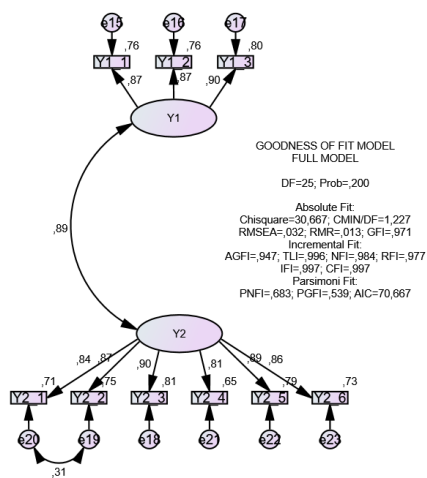 e15 e16 e17
,76 ,76 ,80
Y1_1 Y1_2 Y1_3
,87 ,87 ,90
Y1
GOODNESS OF FIT MODEL
FULL MODEL
DF=25; Prob=,200
Absolute Fit:
Chisquare=30,667; CMIN/DF=1,227
RMSEA=,032; RMR=,013; GFI=,971
Incremental Fit:
AGFI=,947; TLI=,996; NFI=,984; RFI=,977
IFI=,997; CFI=,997
Parsimoni Fit:
PNFI=,683; PGFI=,539; AIC=70,667
,89
Y2
,84 ,87 ,90 ,81 ,89 ,86
,71 ,75 ,81 ,65 ,79 ,73
Y2_1 Y2_2 Y2_3 Y2_4 Y2_5 Y2_6
e20 e19 e18 e21 e22 e23
,31